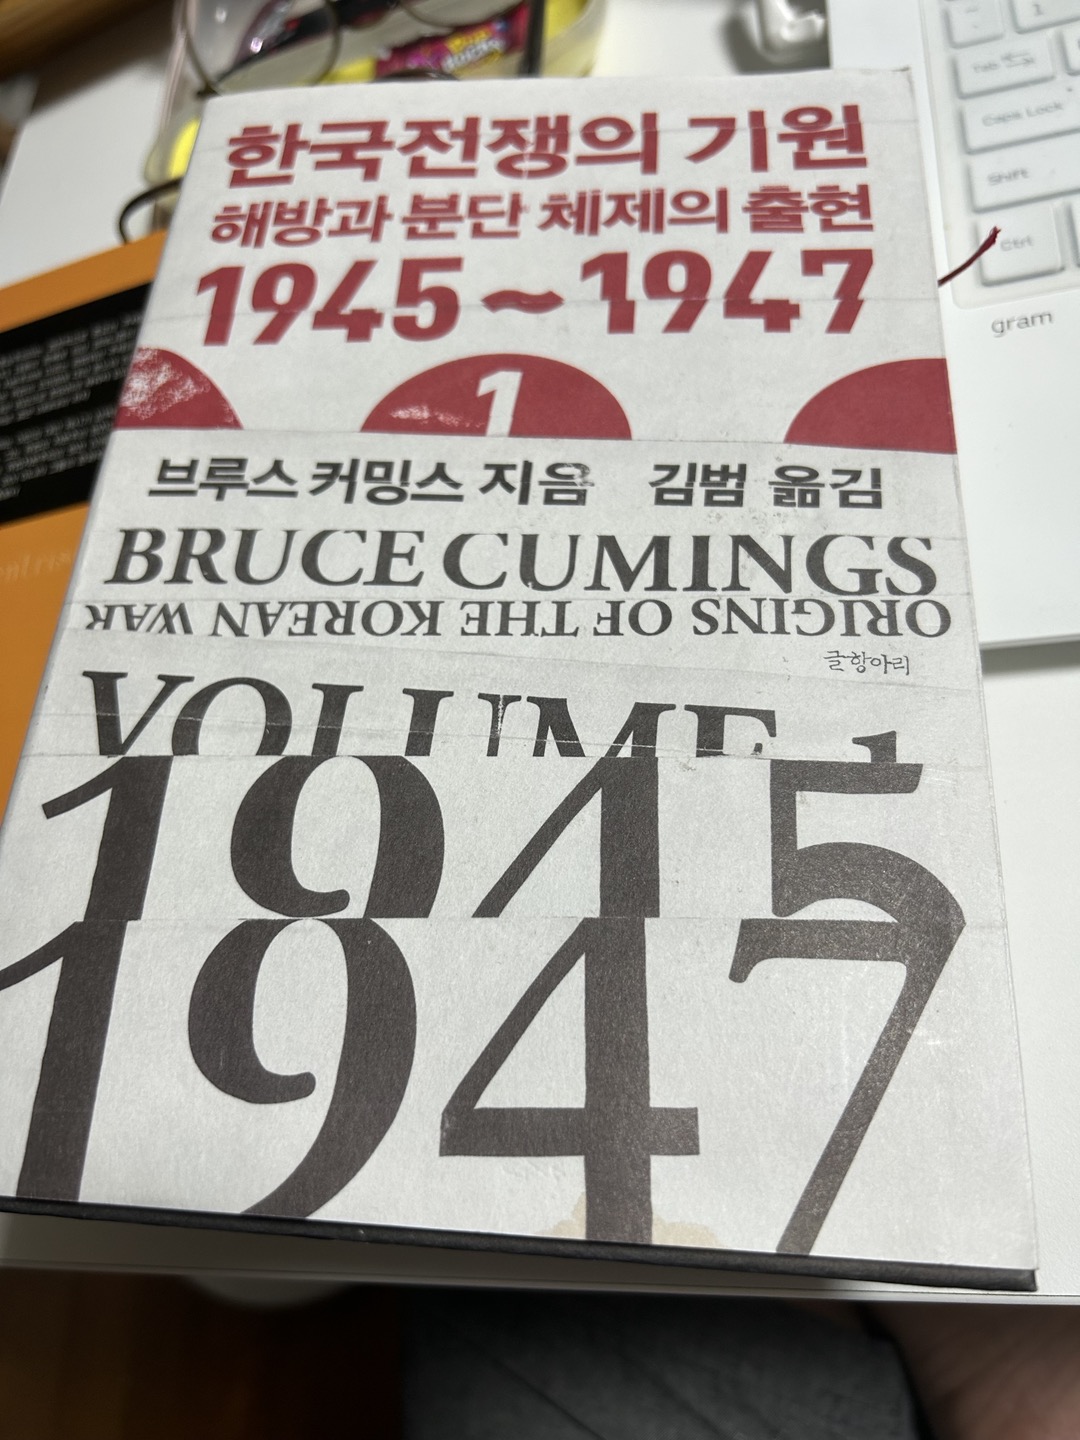 한국전쟁의 기원
해방과 분단 체제의 출현
1945~1947
1
브루스 커밍스 지음 김범 옮김
BRUCE CUMINGS
ORIGINS OF THE KOREAN WAR
글항아리
VOLUME 1
1945
1947
Tab
Caps Lock
Shift
Ctrl
gram